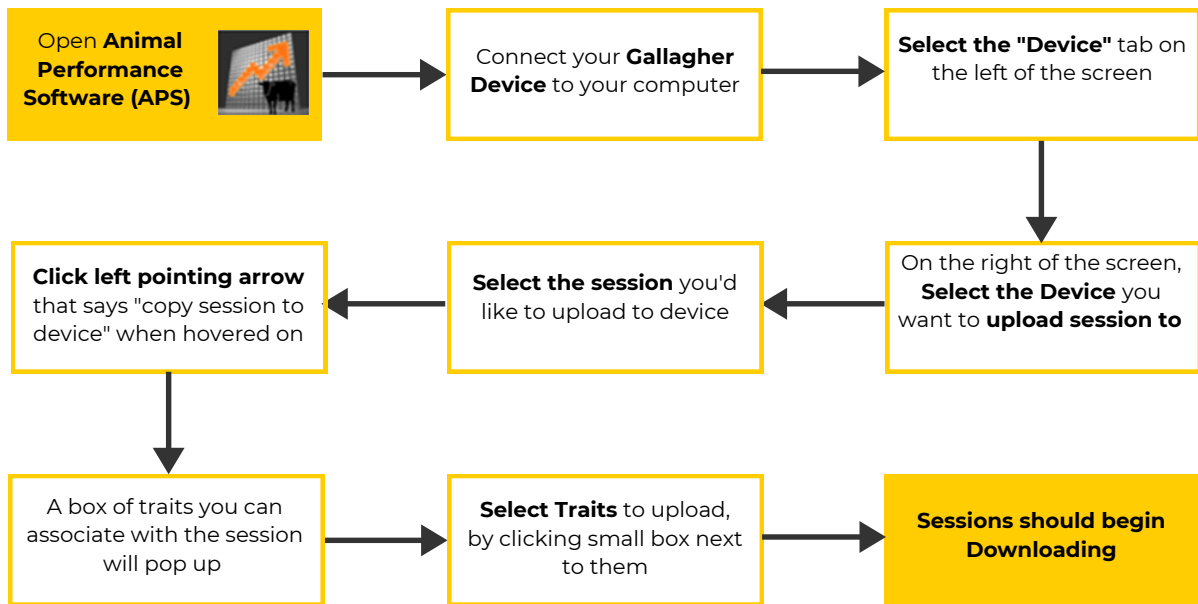 Open Animal
Performance
Software (APS)
Connect your Gallagher
Device to your computer
Select the "Device" tab on
the left of the screen
On the right of the screen,
Select the Device you
want to upload session to
Select the session you'd
like to upload to device
Click left pointing arrow
that says "copy session to
device" when hovered on
A box of traits you can
associate with the session
will pop up
Select Traits to upload,
by clicking small box next
to them
Sessions should begin
Downloading